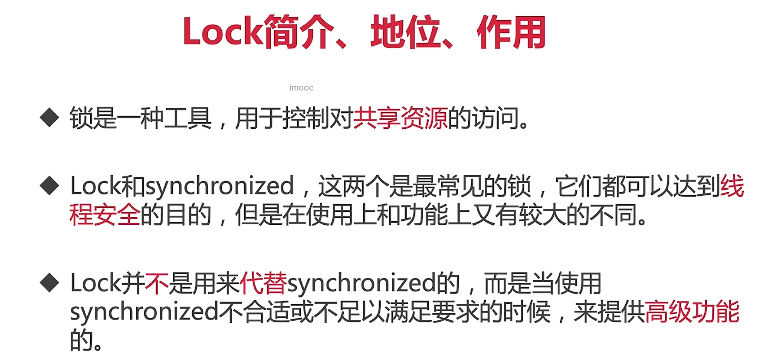 Lock简介、地位、作用
imooc
◆ 锁是一种工具，用于控制对共享资源的访问。
◆ Lock和synchronized，这两个是最常见的锁，它们都可以达到线
程安全的目的，但是在使用上和功能上又有较大的不同。
◆ Lock并不是用来代替synchronized的，而是当使用
synchronized不合适或不足以满足要求的时候，来提供高级功能
的。